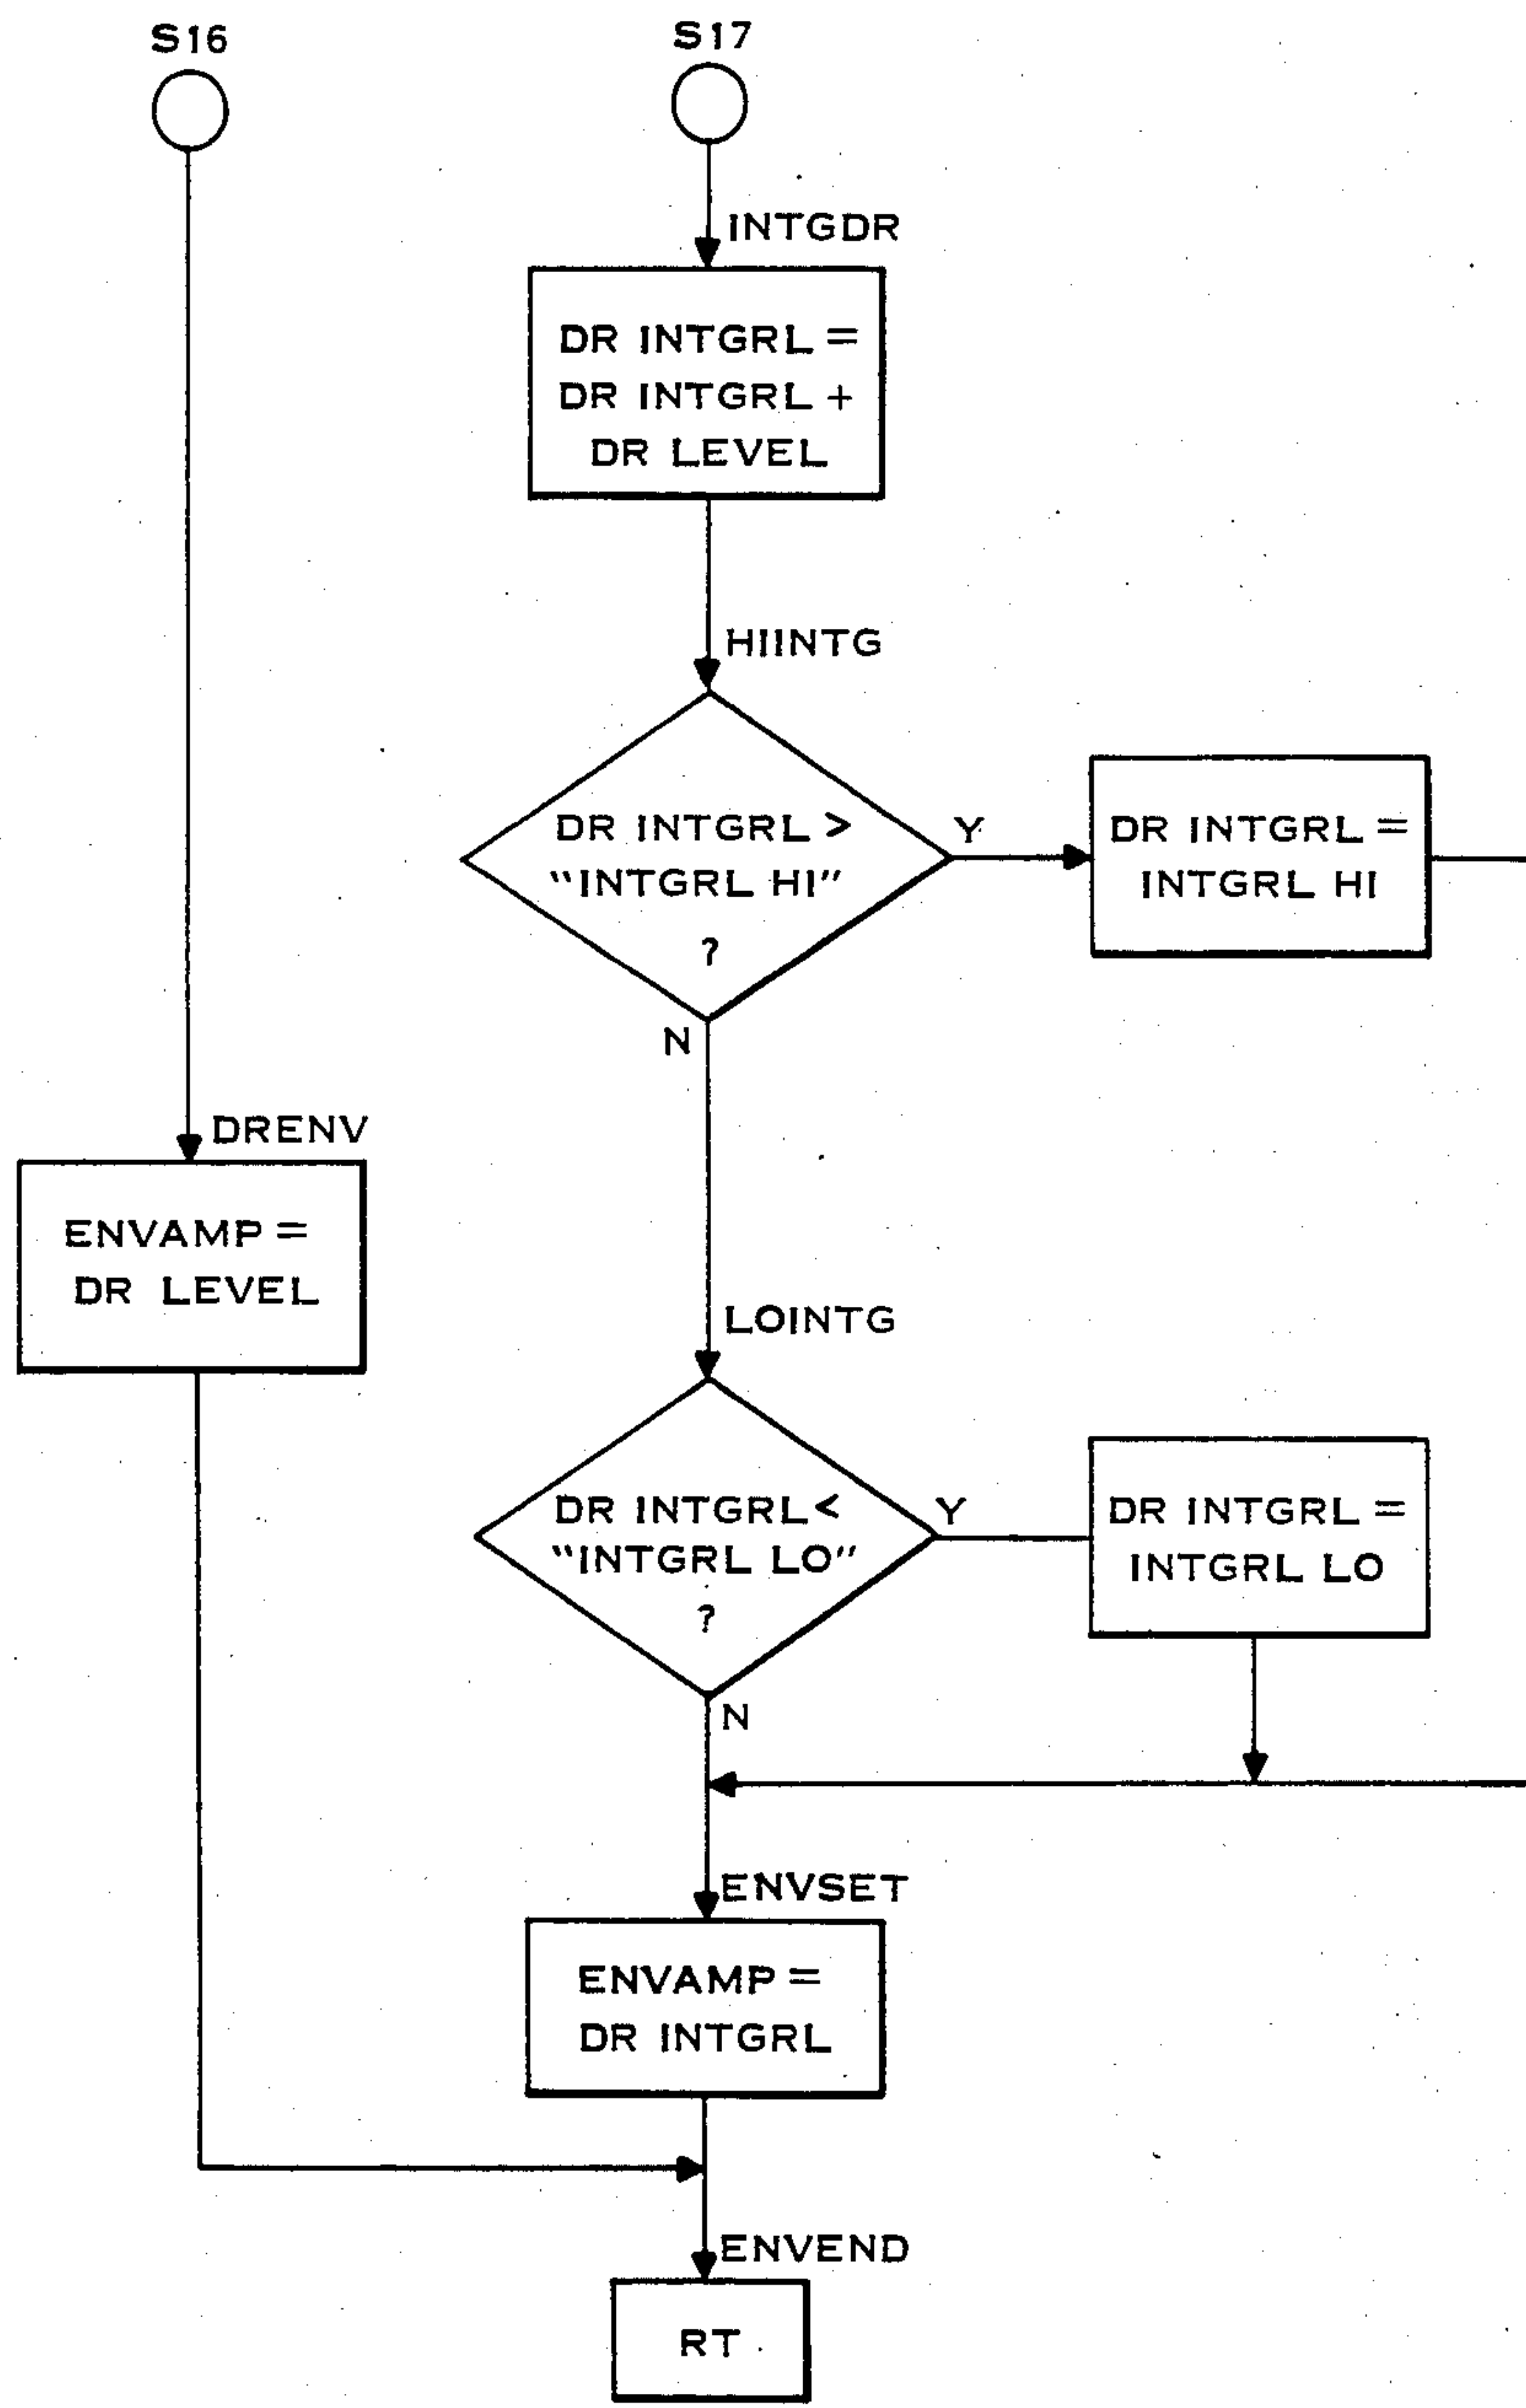 S16
S17
INTGDR
DR INTGRL =
DR INTGRL +
DR LEVEL
HIINTG
DR INTGRL >
"INTGRL HI"
?
Y
DR INTGRL =
INTGRL HI
N
DRENV
ENVAMP =
DR LEVEL
LOINTG
DR INTGRL <
"INTGRL LO"
?
Y
DR INTGRL =
INTGRL LO
N
ENVSET
ENVAMP =
DR INTGRL
ENVEND
RT